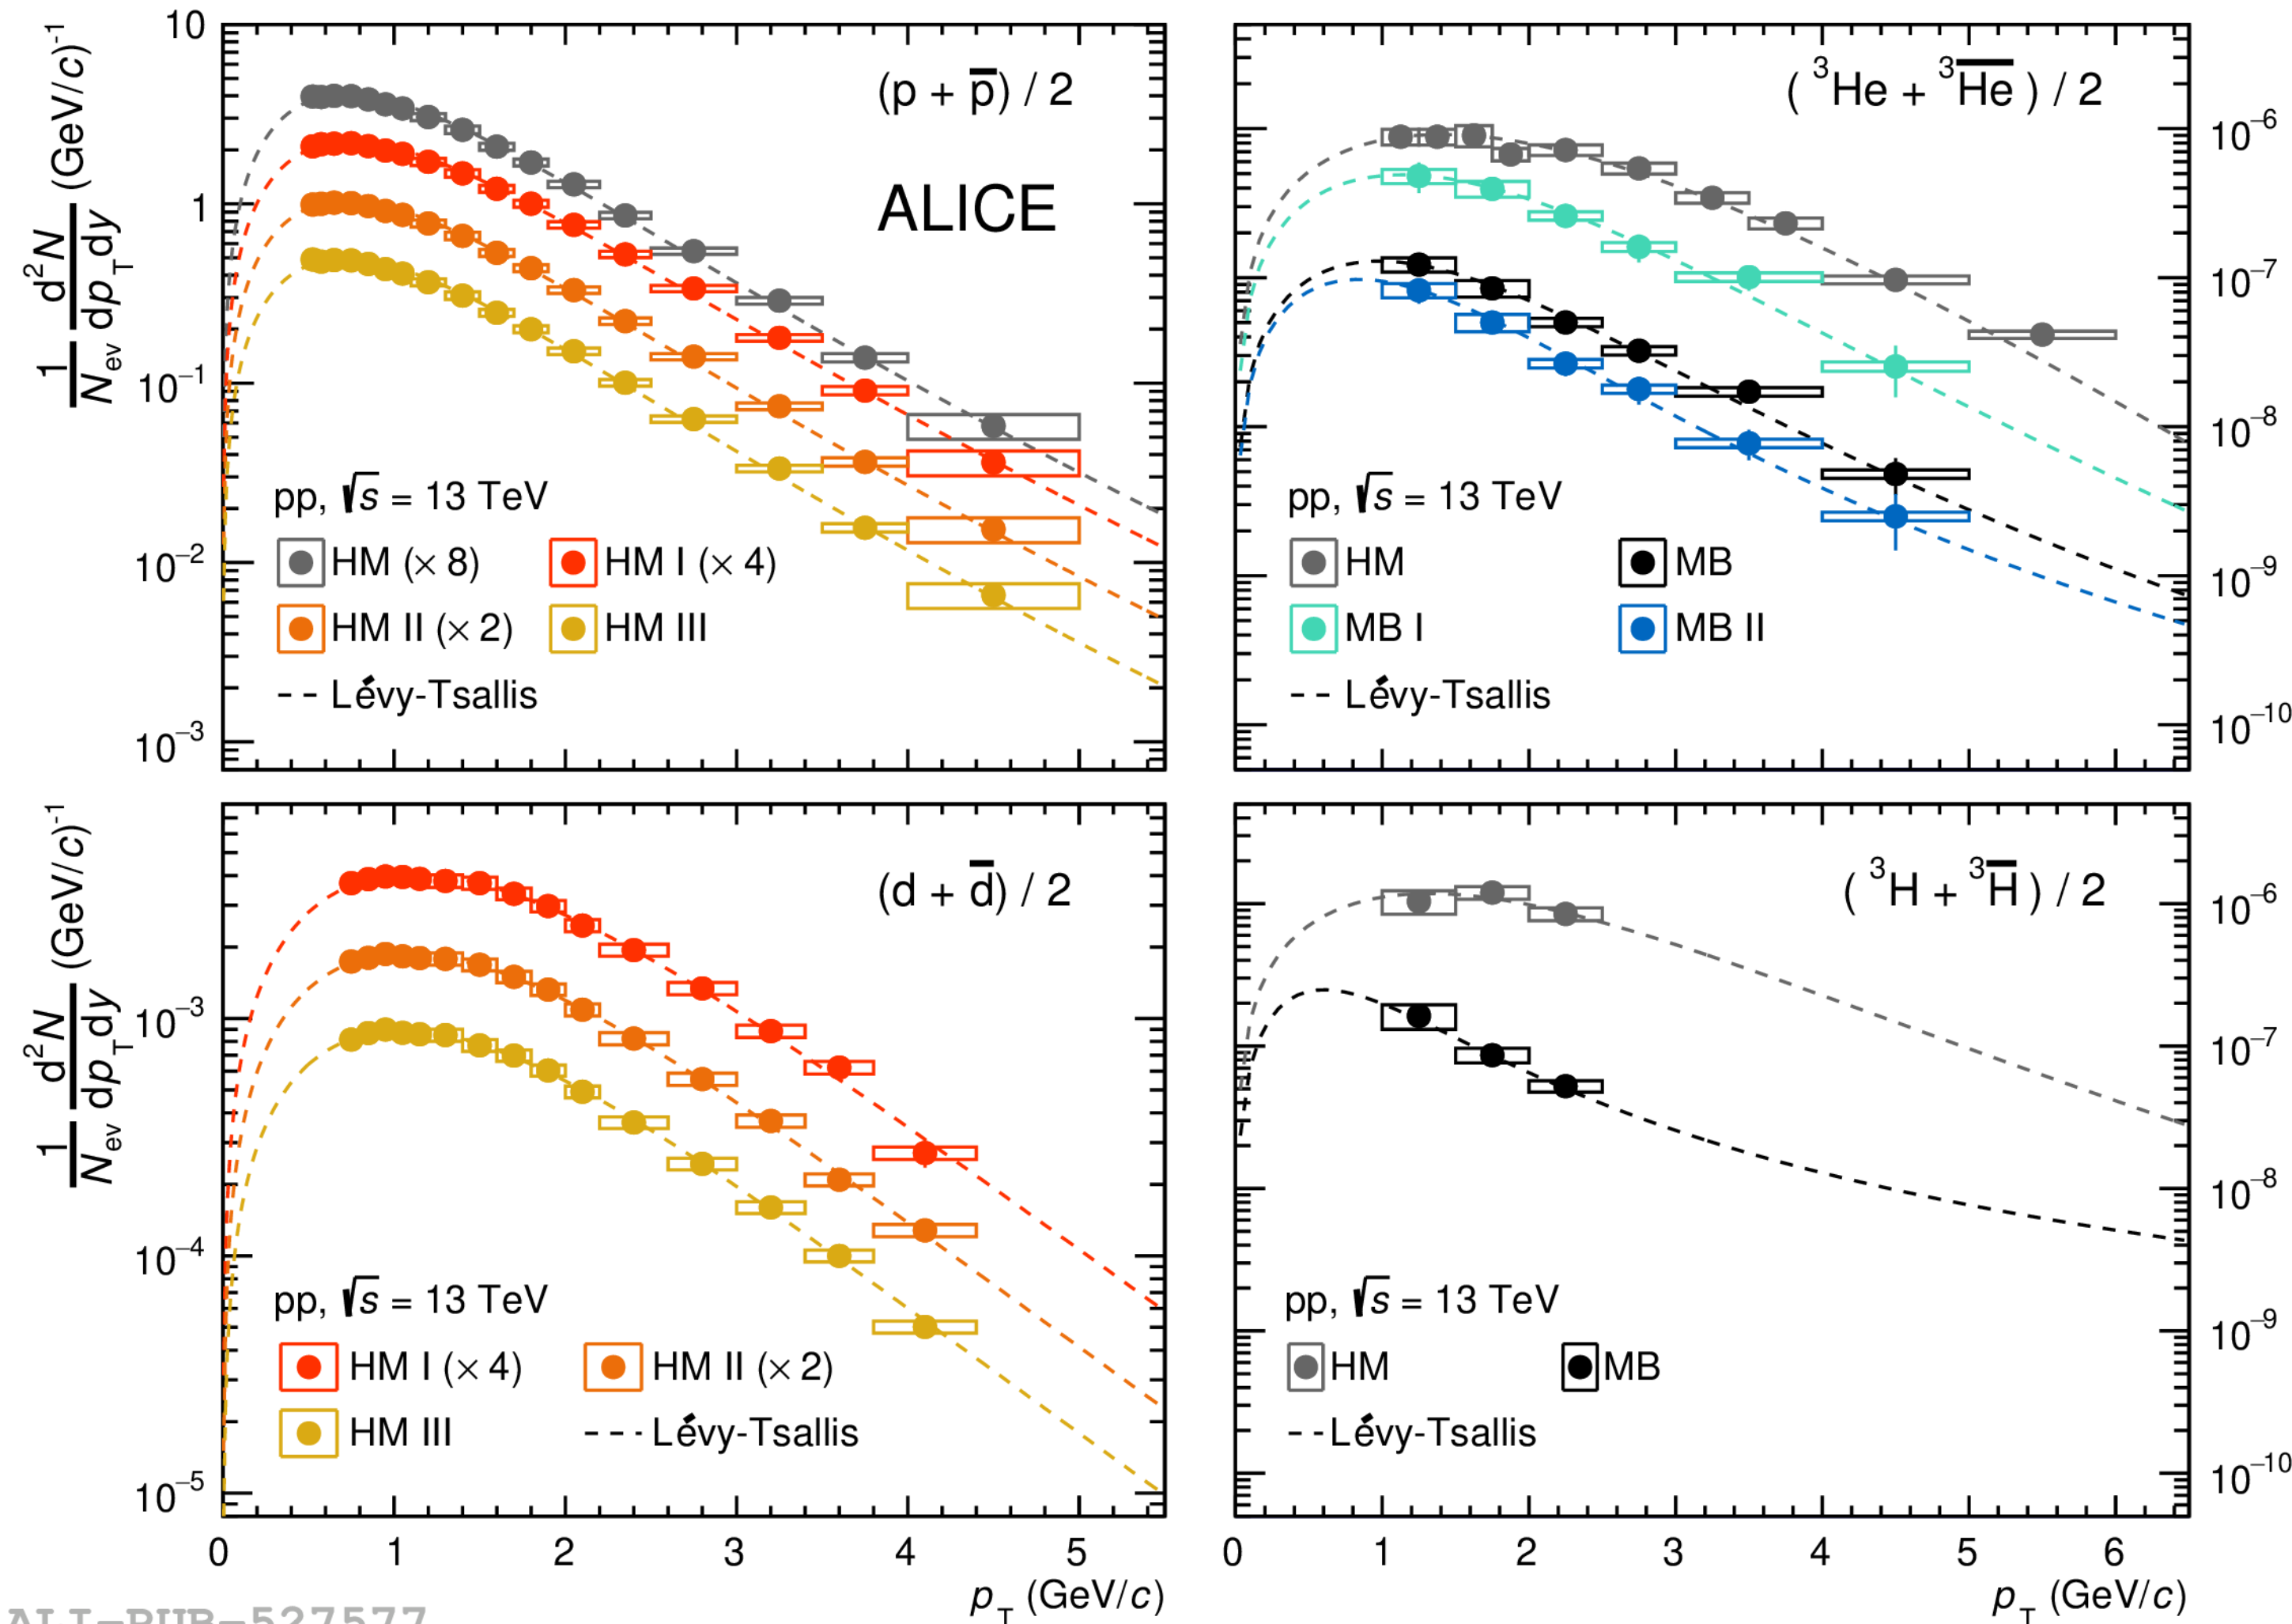 10
1
10⁻¹
10⁻²
10⁻³
1/N_ev d²N/dp_T dy (GeV/c)⁻¹
(p + p̅) / 2
ALICE
pp, √s = 13 TeV
HM (× 8) HM I (× 4)
HM II (× 2) HM III
Lévy-Tsallis
(³He + ³H̅e̅) / 2
pp, √s = 13 TeV
HM MB
MB I MB II
Lévy-Tsallis
10⁻⁶
10⁻⁷
10⁻⁸
10⁻⁹
10⁻¹⁰
10⁻³
10⁻⁴
10⁻⁵
1/N_ev d²N/dp_T dy (GeV/c)⁻¹
(d + d̅) / 2
pp, √s = 13 TeV
HM I (× 4) HM II (× 2)
HM III Lévy-Tsallis
0 1 2 3 4 5
p_T (GeV/c)
(³H + ³H̅) / 2
pp, √s = 13 TeV
HM MB
Lévy-Tsallis
10⁻⁶
10⁻⁷
10⁻⁸
10⁻⁹
10⁻¹⁰
0 1 2 3 4 5 6
p_T (GeV/c)
ALI-PUB-527577